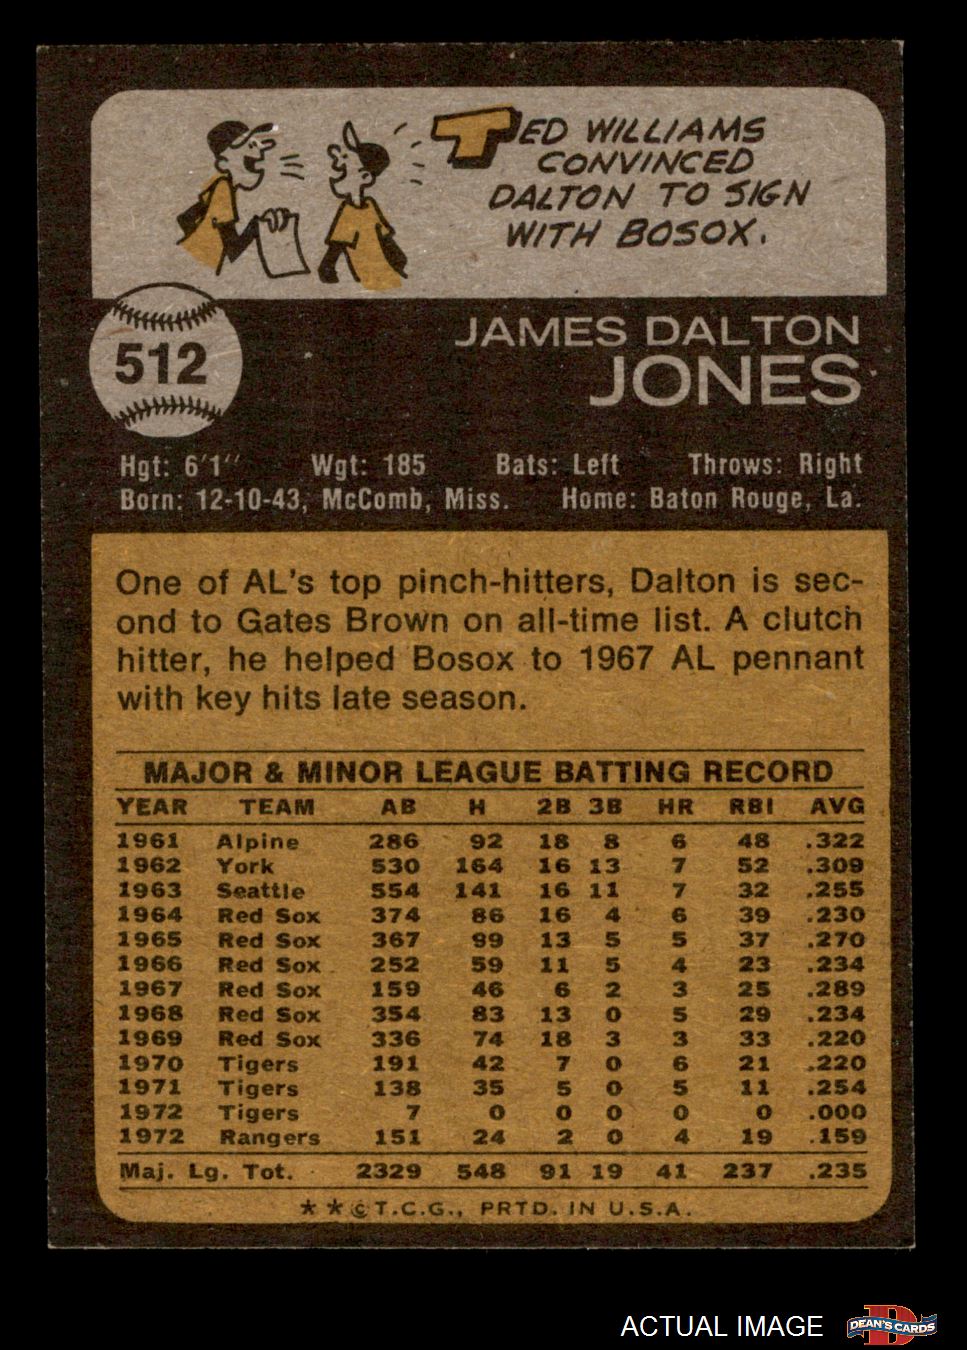 TED WILLIAMS
CONVINCED
DALTON TO SIGN
WITH BOSOX.
512
JAMES DALTON
JONES
Hgt: 6'1'' Wgt: 185 Bats: Left Throws: Right
Born: 12-10-43, McComb, Miss. Home: Baton Rouge, La.
One of AL's top pinch-hitters, Dalton is sec-
ond to Gates Brown on all-time list. A clutch
hitter, he helped Bosox to 1967 AL pennant
with key hits late season.
MAJOR & MINOR LEAGUE BATTING RECORD
YEAR TEAM AB H 2B 3B HR RBI AVG
1961 Alpine 286 92 18 8 6 48 .322
1962 York 530 164 16 13 7 52 .309
1963 Seattle 554 141 16 11 7 32 .255
1964 Red Sox 374 86 16 4 6 39 .230
1965 Red Sox 367 99 13 5 5 37 .270
1966 Red Sox 252 59 11 5 4 23 .234
1967 Red Sox 159 46 6 2 3 25 .289
1968 Red Sox 354 83 13 0 5 29 .234
1969 Red Sox 336 74 18 3 3 33 .220
1970 Tigers 191 42 7 0 6 21 .220
1971 Tigers 138 35 5 0 5 11 .254
1972 Tigers 7 0 0 0 0 0 .000
1972 Rangers 151 24 2 0 4 19 .159
Maj. Lg. Tot. 2329 548 91 19 41 237 .235
* * © T.C.G., PRTD. IN U.S.A.
ACTUAL IMAGE
D
DEAN'S CARDS